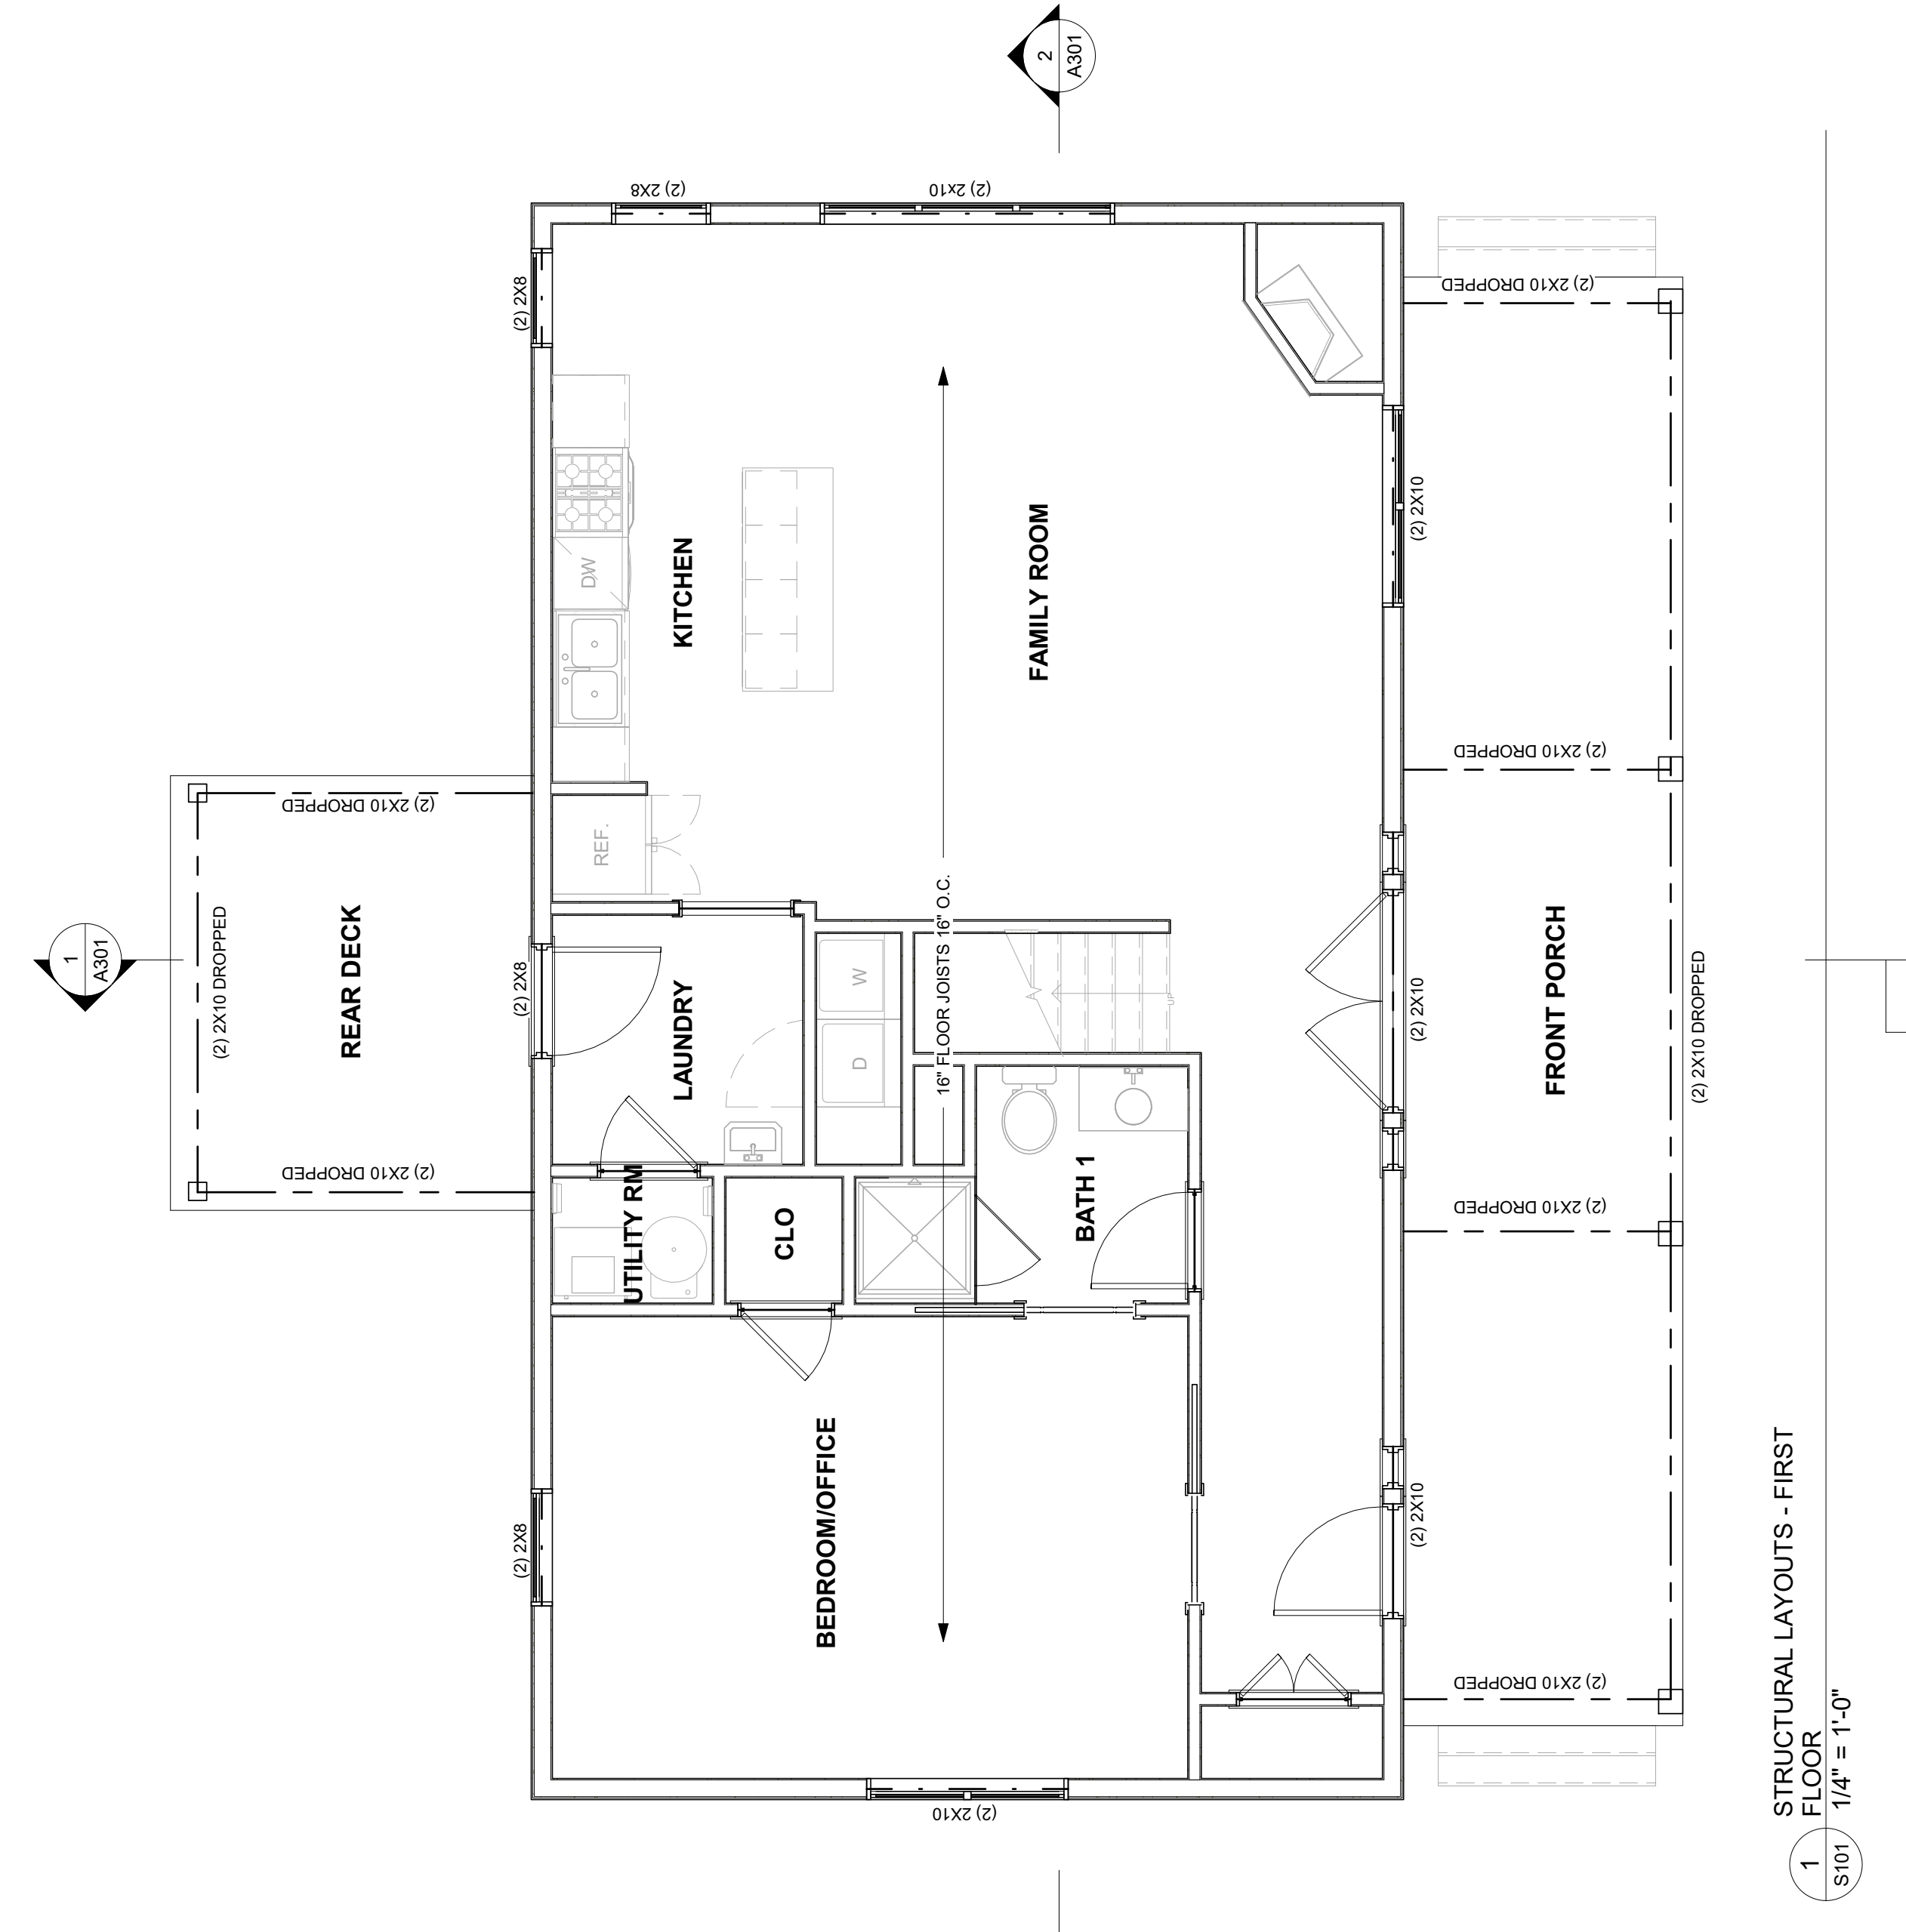 1
A301
2
A301
(2) 2X8
(2) 2x10
(2) 2X8
(2) 2X10 DROPPED
(2) 2X10 DROPPED
(2) 2X10 DROPPED
REAR DECK
(2) 2X8
(2) 2X8
DW
REF.
KITCHEN
FAMILY ROOM
LAUNDRY
W
D
UP
16" FLOOR JOISTS 16" O.C.
UTILITY RM
CLO
BATH 1
BEDROOM/OFFICE
(2) 2X10
(2) 2X10
(2) 2X10
(2) 2X10
(2) 2X10 DROPPED
(2) 2X10 DROPPED
(2) 2X10 DROPPED
(2) 2X10 DROPPED
FRONT PORCH
(2) 2X10 DROPPED
1
S101
STRUCTURAL LAYOUTS - FIRST
FLOOR
1/4" = 1'-0"